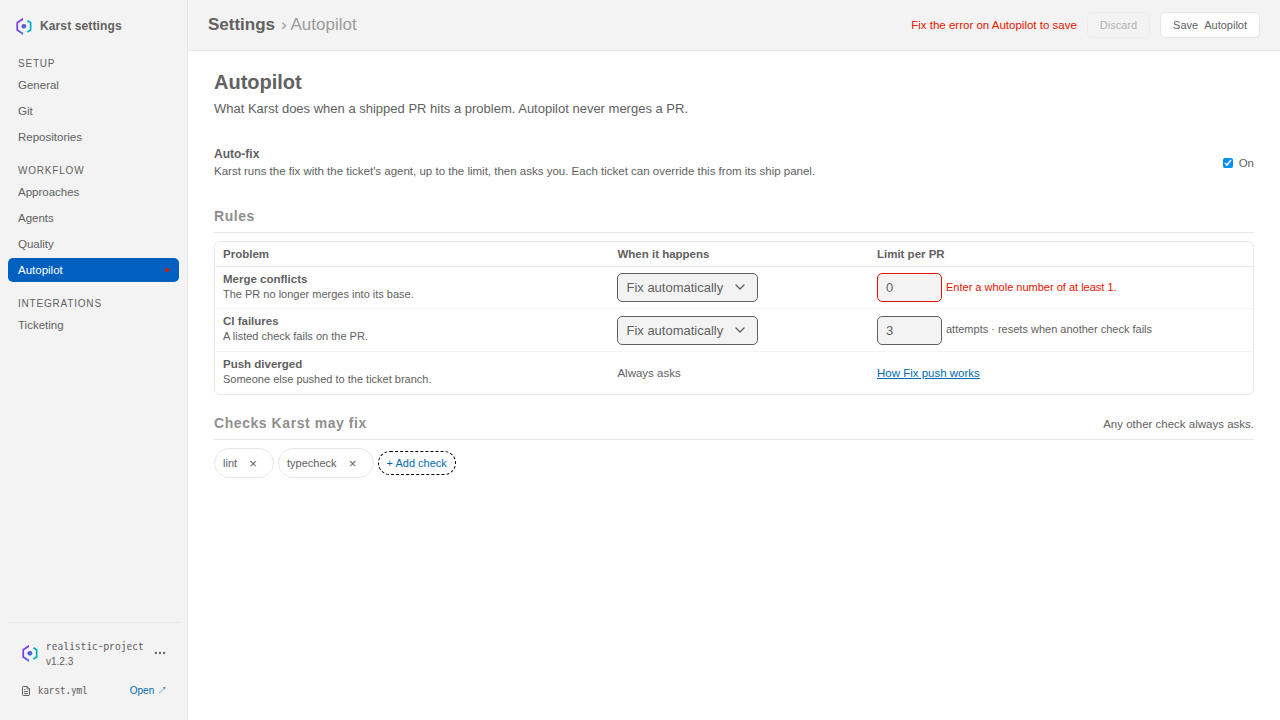 Karst settings
SETUP
General
Git
Repositories
WORKFLOW
Approaches
Agents
Quality
Autopilot
INTEGRATIONS
Ticketing
realistic-project
v1.2.3
karst.yml
Open ↗
Settings › Autopilot
Fix the error on Autopilot to save
Discard
Save Autopilot
Autopilot
What Karst does when a shipped PR hits a problem. Autopilot never merges a PR.
Auto-fix
Karst runs the fix with the ticket's agent, up to the limit, then asks you. Each ticket can override this from its ship panel.
On
Rules
Problem When it happens Limit per PR
Merge conflicts
The PR no longer merges into its base.
Fix automatically
0 Enter a whole number of at least 1.
CI failures
A listed check fails on the PR.
Fix automatically
3 attempts · resets when another check fails
Push diverged
Someone else pushed to the ticket branch.
Always asks
How Fix push works
Checks Karst may fix
Any other check always asks.
lint × typecheck × + Add check